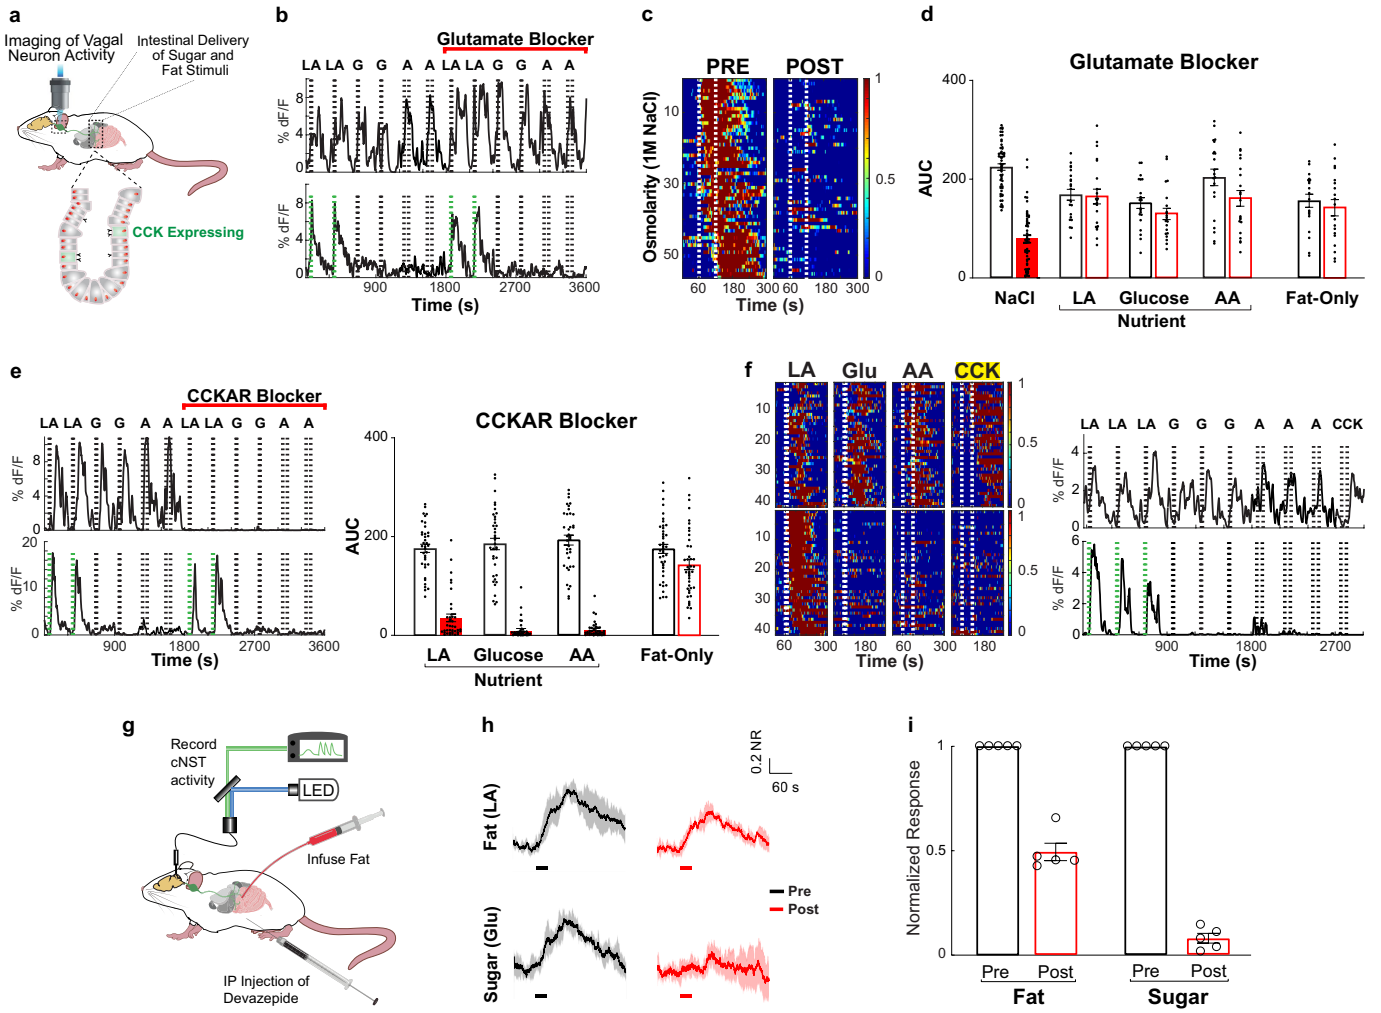 a
Imaging of Vagal
Neuron Activity
Intestinal Delivery
of Sugar and
Fat Stimuli
CCK Expressing
b
Glutamate Blocker
LA LA G G A A LA LA G G A A
% dF/F
8
4
0
% dF/F
8
4
0
900 1800 2700 3600
Time (s)
c
PRE POST
Osmolarity (1M NaCl)
10
30
50
60 180 300
60 180 300
Time (s)
1
0.5
0
d
Glutamate Blocker
AUC
400
200
0
NaCl LA Glucose AA Fat-Only
Nutrient
e
CCKAR Blocker
LA LA G G A A LA LA G G A A
% dF/F
8
4
0
% dF/F
20
10
0
900 1800 2700 3600
Time (s)
CCKAR Blocker
AUC
400
200
0
LA Glucose AA Fat-Only
Nutrient
f
LA Glu AA CCK
10
20
30
40
1
0.5
0
10
20
30
40
1
0.5
0
60 300 60 300 180
Time (s)
LA LA LA G G G A A A CCK
% dF/F
4
2
0
% dF/F
6
4
2
0
900 1800 2700
Time (s)
g
Record
cNST
activity
LED
Infuse Fat
IP Injection of
Devazepide
h
0.2 NR
60 s
Fat (LA)
Sugar (Glu)
Pre
Post
i
Normalized Response
1
0.5
0
Pre Post Pre Post
Fat Sugar